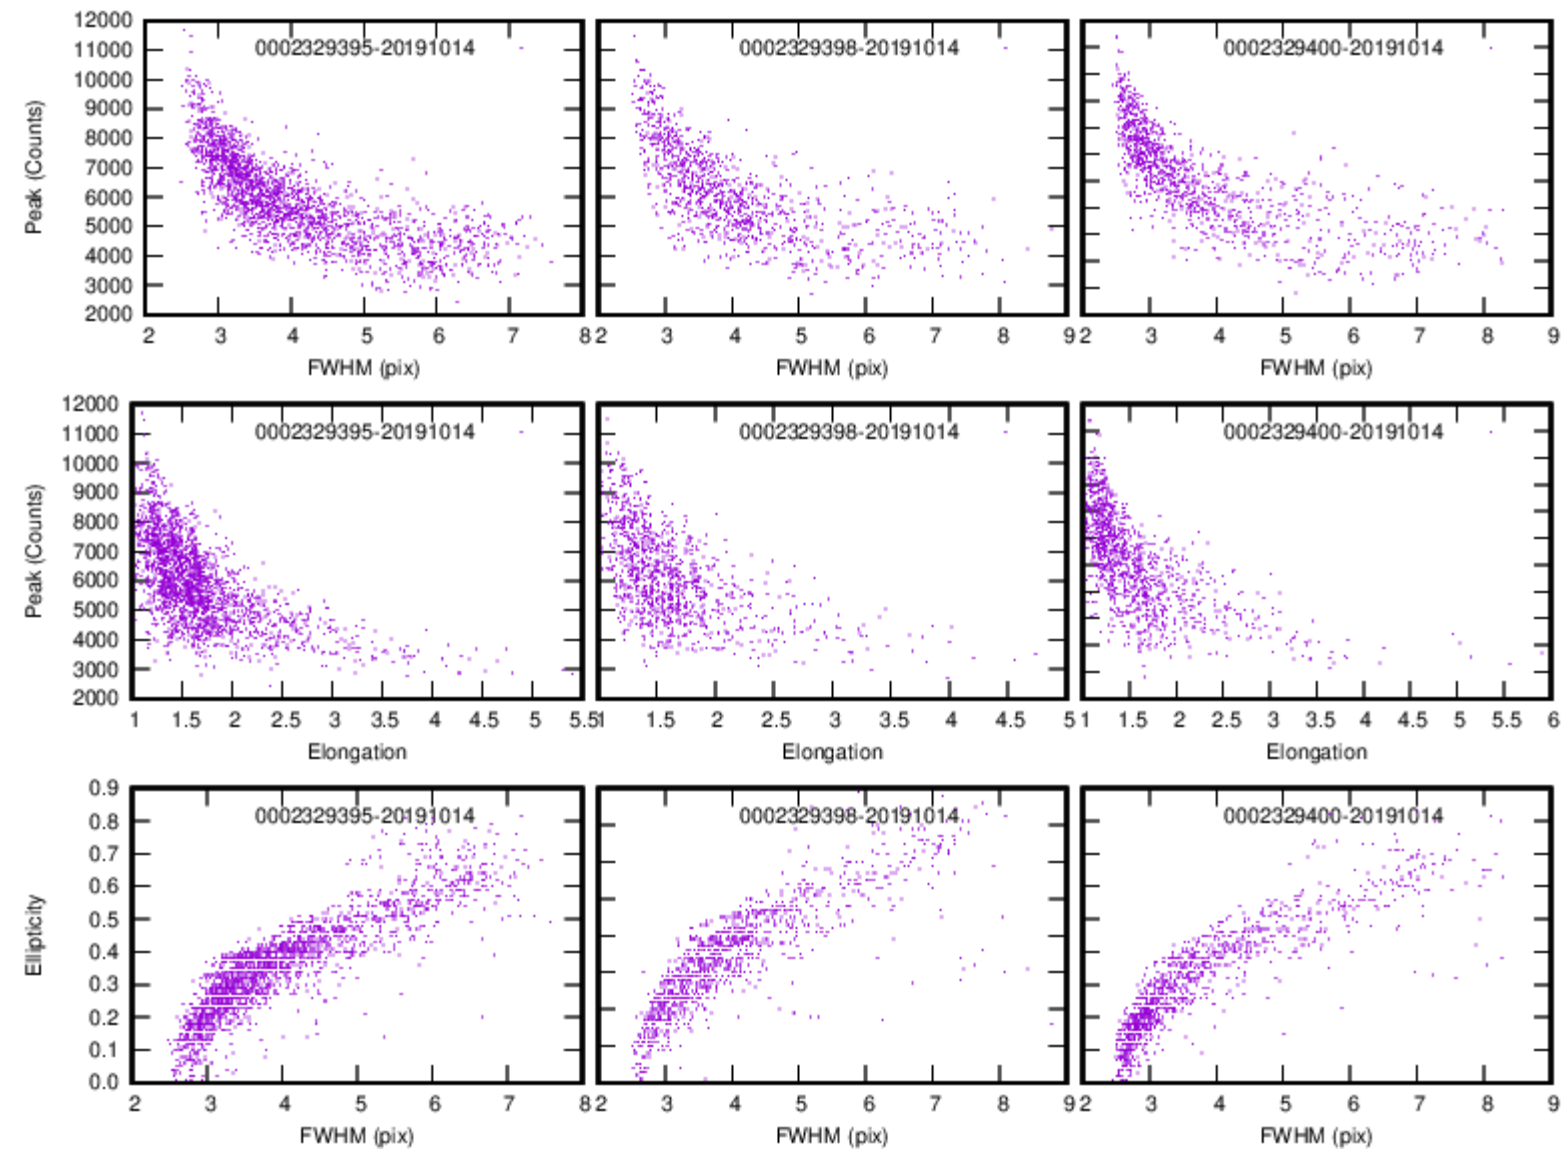 12000
11000
10000
9000
8000
7000
6000
5000
4000
3000
2000
Peak (Counts)
0002329395-20191014
2 3 4 5 6 7 8
FWHM (pix)
0002329398-20191014
2 3 4 5 6 7 8 9
FWHM (pix)
0002329400-20191014
2 3 4 5 6 7 8 9
FWHM (pix)
12000
11000
10000
9000
8000
7000
6000
5000
4000
3000
2000
Peak (Counts)
0002329395-20191014
1 1.5 2 2.5 3 3.5 4 4.5 5 5.5
Elongation
0002329398-20191014
1 1.5 2 2.5 3 3.5 4 4.5 5
Elongation
0002329400-20191014
1 1.5 2 2.5 3 3.5 4 4.5 5 5.5 6
Elongation
0.9
0.8
0.7
0.6
0.5
0.4
0.3
0.2
0.1
0.0
Ellipticity
0002329395-20191014
2 3 4 5 6 7 8
FWHM (pix)
0002329398-20191014
2 3 4 5 6 7 8 9
FWHM (pix)
0002329400-20191014
2 3 4 5 6 7 8 9
FWHM (pix)